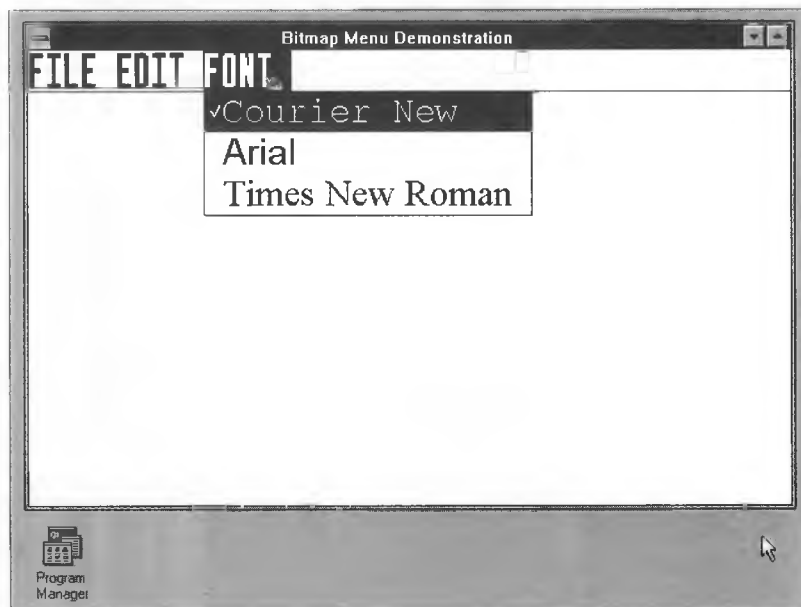 Bitmap Menu Demonstration
FILE EDIT FONT
✓Courier New
Arial
Times New Roman
Program
Manager